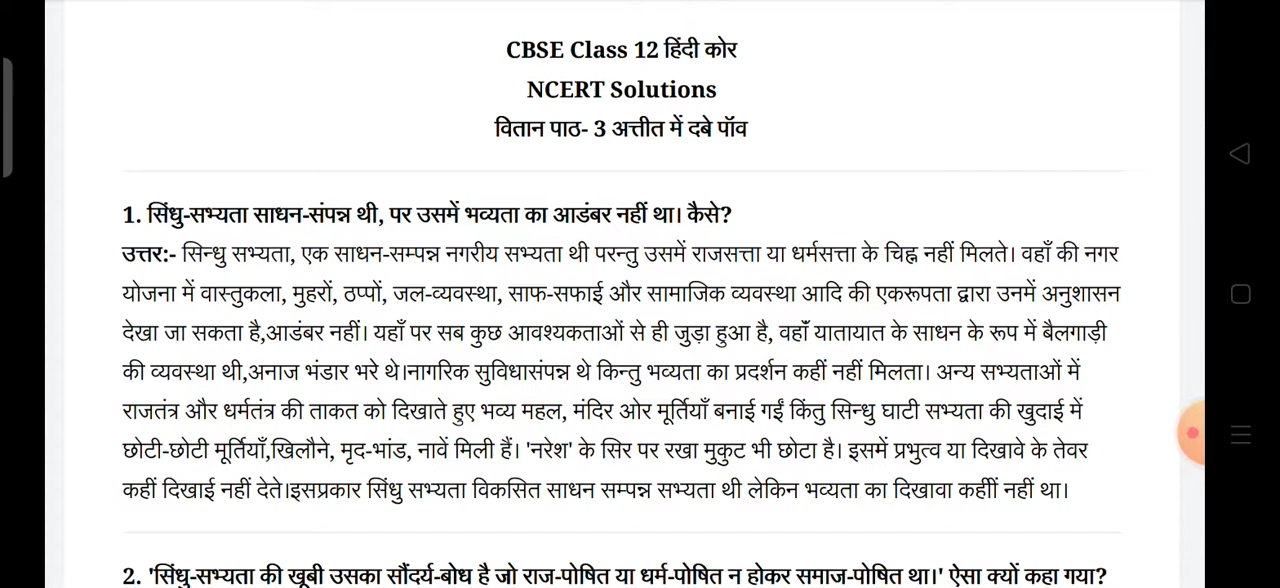 CBSE Class 12 हिंदी कोर
NCERT Solutions
वितान पाठ- 3 अत्तीत में दबे पॉव
1. सिंधु-सभ्यता साधन-संपन्न थी, पर उसमें भव्यता का आडंबर नहीं था। कैसे?
उत्तर:- सिन्धु सभ्यता, एक साधन-सम्पन्न नगरीय सभ्यता थी परन्तु उसमें राजसत्ता या धर्मसत्ता के चिह्न नहीं मिलते। वहाँ की नगर
योजना में वास्तुकला, मुहरों, ठप्पों, जल-व्यवस्था, साफ-सफाई और सामाजिक व्यवस्था आदि की एकरूपता द्वारा उनमें अनुशासन
देखा जा सकता है,आडंबर नहीं। यहाँ पर सब कुछ आवश्यकताओं से ही जुड़ा हुआ है, वहाँ यातायात के साधन के रूप में बैलगाड़ी
की व्यवस्था थी,अनाज भंडार भरे थे।नागरिक सुविधासंपन्न थे किन्तु भव्यता का प्रदर्शन कहीं नहीं मिलता। अन्य सभ्यताओं में
राजतंत्र और धर्मतंत्र की ताकत को दिखाते हुए भव्य महल, मंदिर ओर मूर्तियाँ बनाई गईं किंतु सिन्धु घाटी सभ्यता की खुदाई में
छोटी-छोटी मूर्तियाँ,खिलौने, मृद-भांड, नावें मिली हैं। 'नरेश' के सिर पर रखा मुकुट भी छोटा है। इसमें प्रभुत्व या दिखावे के तेवर
कहीं दिखाई नहीं देते।इसप्रकार सिंधु सभ्यता विकसित साधन सम्पन्न सभ्यता थी लेकिन भव्यता का दिखावा कहीीं नहीं था।
2. 'सिंधु-सभ्यता की खूबी उसका सौंदर्य-बोध है जो राज-पोषित या धर्म-पोषित न होकर समाज-पोषित था।' ऐसा क्यों कहा गया?